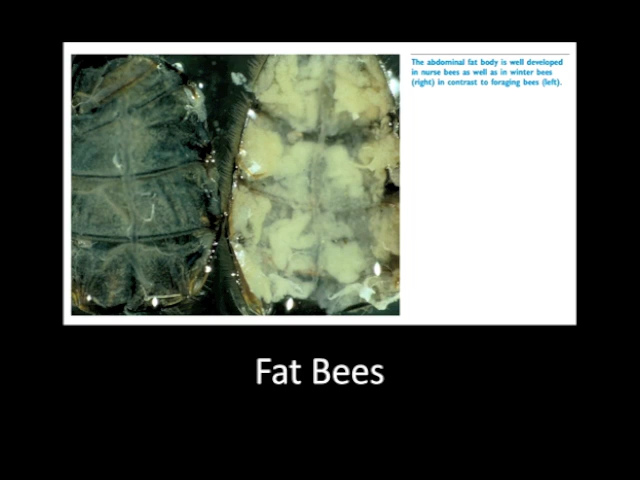 The abdominal fat body is well developed
in nurse bees as well as in winter bees
(right) in contrast to foraging bees (left).
Fat Bees